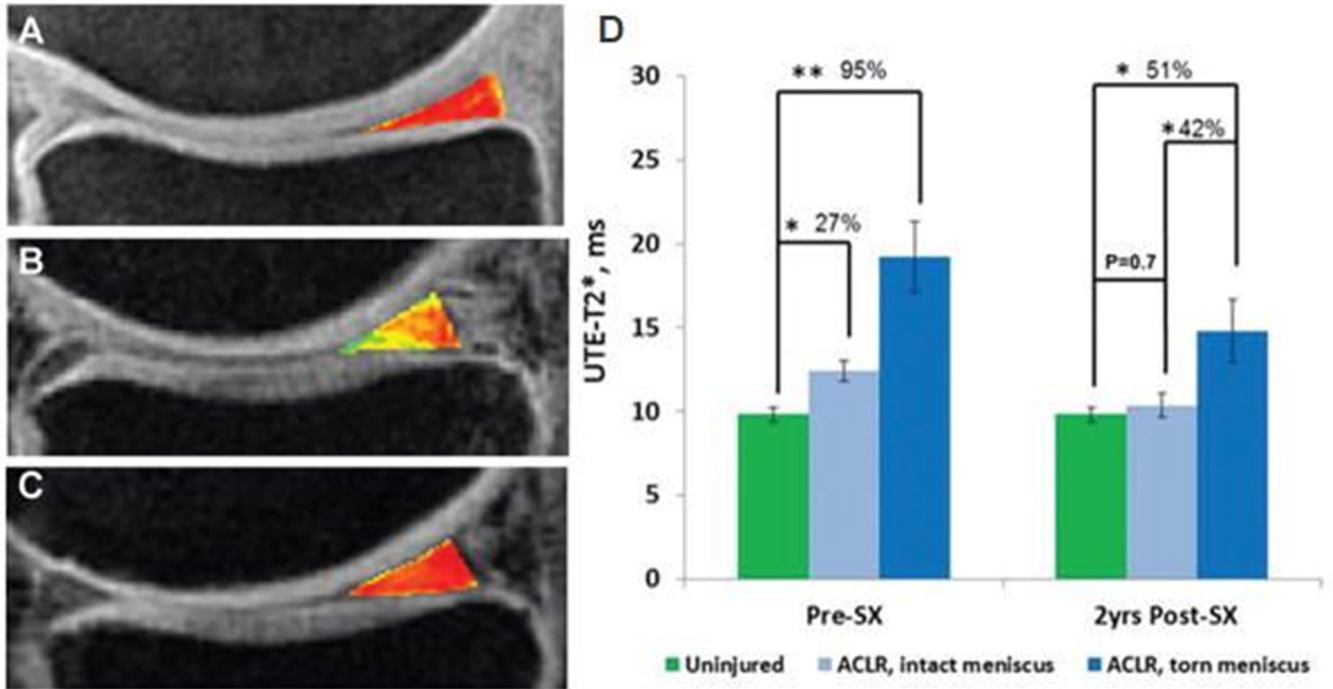 A
B
C
D
UTE-T2*, ms
30
25
20
15
10
5
0
** 95%
* 27%
* 51%
*42%
P=0.7
Pre-SX
2yrs Post-SX
Uninjured
ACLR, intact meniscus
ACLR, torn meniscus